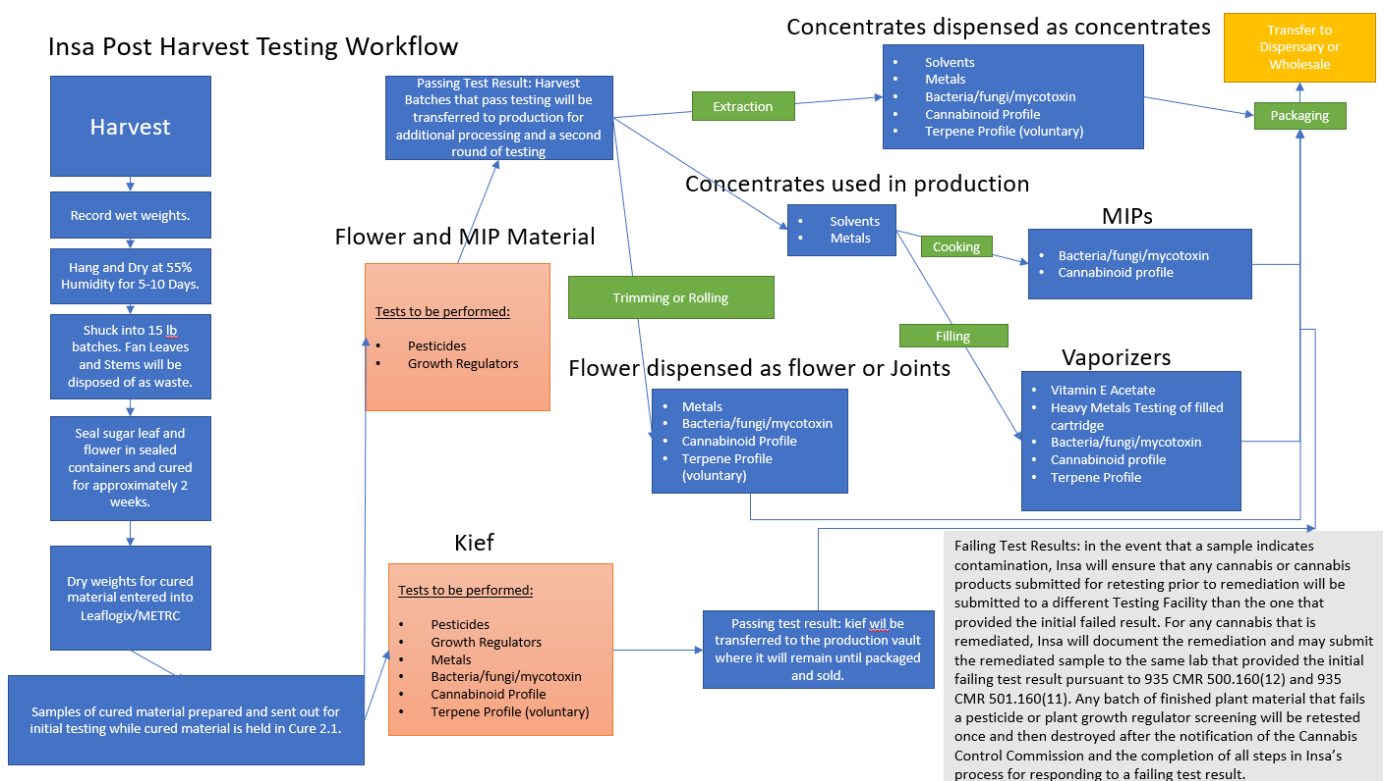 Insa Post Harvest Testing Workflow
Harvest
Record wet weights.
Hang and Dry at 55%
Humidity for 5-10 Days.
Shuck into 15 lb
batches. Fan Leaves
and Stems will be
disposed of as waste.
Seal sugar leaf and
flower in sealed
containers and cured
for approximately 2
weeks.
Dry weights for cured
material entered into
Leaflogix/METRC
Samples of cured material prepared and sent out for
initial testing while cured material is held in Cure 2.1.
Flower and MIP Material
Tests to be performed:
• Pesticides
• Growth Regulators
Kief
Tests to be performed:
• Pesticides
• Growth Regulators
• Metals
• Bacteria/fungi/mycotoxin
• Cannabinoid Profile
• Terpene Profile (voluntary)
Passing test result: kief wil be
transferred to the production vault
where it will remain until packaged
and sold.
Passing Test Result: Harvest
Batches that pass testing will be
transferred to production for
additional processing and a second
round of testing
Extraction
Concentrates dispensed as concentrates
• Solvents
• Metals
• Bacteria/fungi/mycotoxin
• Cannabinoid Profile
• Terpene Profile (voluntary)
Concentrates used in production
• Solvents
• Metals
Cooking
MIPs
• Bacteria/fungi/mycotoxin
• Cannabinoid profile
Filling
Vaporizers
• Vitamin E Acetate
• Heavy Metals Testing of filled
cartridge
• Bacteria/fungi/mycotoxin
• Cannabinoid profile
• Terpene Profile
Trimming or Rolling
Flower dispensed as flower or Joints
• Metals
• Bacteria/fungi/mycotoxin
• Cannabinoid Profile
• Terpene Profile
(voluntary)
Packaging
Transfer to
Dispensary or
Wholesale
Failing Test Results: in the event that a sample indicates
contamination, Insa will ensure that any cannabis or cannabis
products submitted for retesting prior to remediation will be
submitted to a different Testing Facility than the one that
provided the initial failed result. For any cannabis that is
remediated, Insa will document the remediation and may submit
the remediated sample to the same lab that provided the initial
failing test result pursuant to 935 CMR 500.160(12) and 935
CMR 501.160(11). Any batch of finished plant material that fails
a pesticide or plant growth regulator screening will be retested
once and then destroyed after the notification of the Cannabis
Control Commission and the completion of all steps in Insa's
process for responding to a failing test result.